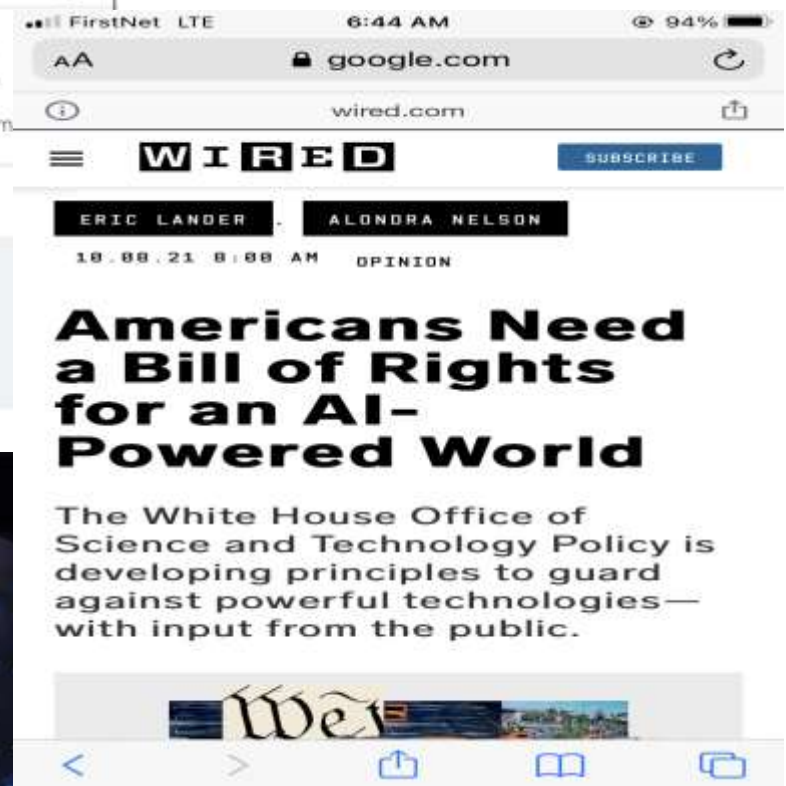 FirstNet LTE 6:44 AM 94%
AA google.com
wired.com
WIRED SUBSCRIBE
ERIC LANDER, ALONDRA NELSON
10.08.21 8:00 AM OPINION
Americans Need
a Bill of Rights
for an AI-
Powered World
The White House Office of
Science and Technology Policy is
developing principles to guard
against powerful technologies—
with input from the public.
We
m